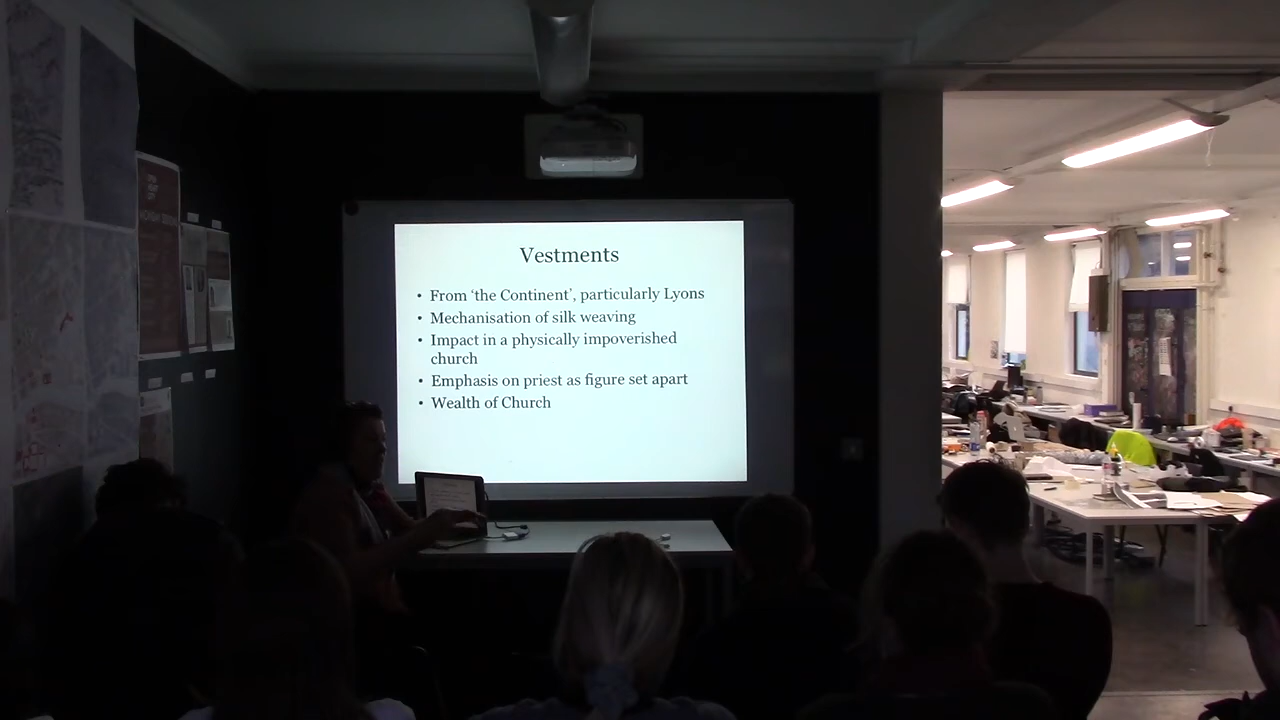 Vestments
• From ‘the Continent’, particularly Lyons
• Mechanisation of silk weaving
• Impact in a physically impoverished
church
• Emphasis on priest as figure set apart
• Wealth of Church